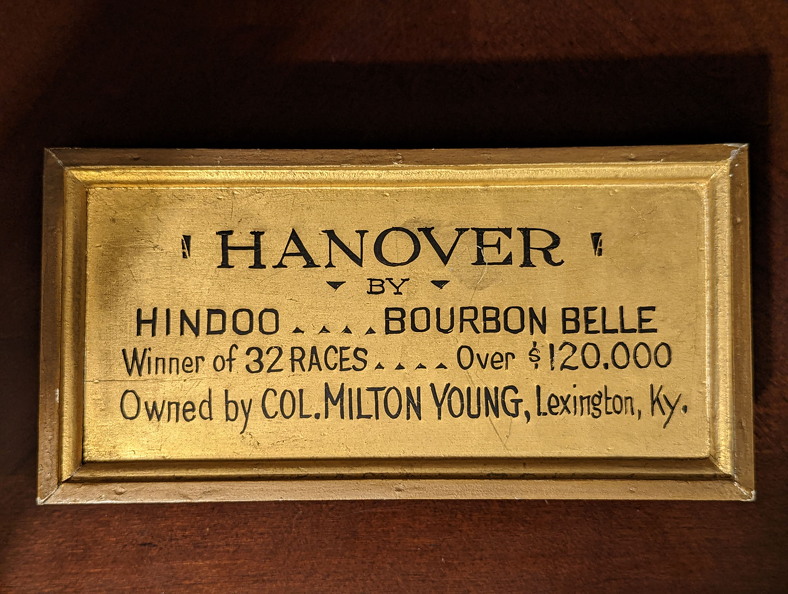 HANOVER
BY
HINDOO....BOURBON BELLE
Winner of 32 RACES....Over $120.000
Owned by COL. MILTON YOUNG, Lexington, Ky.